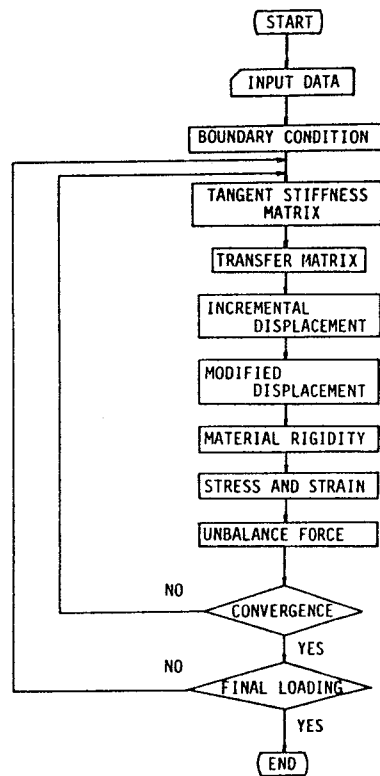 START
INPUT DATA
BOUNDARY CONDITION
TANGENT STIFFNESS
MATRIX
TRANSFER MATRIX
INCREMENTAL
DISPLACEMENT
MODIFIED
DISPLACEMENT
MATERIAL RIGIDITY
STRESS AND STRAIN
UNBALANCE FORCE
NO
CONVERGENCE
YES
NO
FINAL LOADING
YES
END